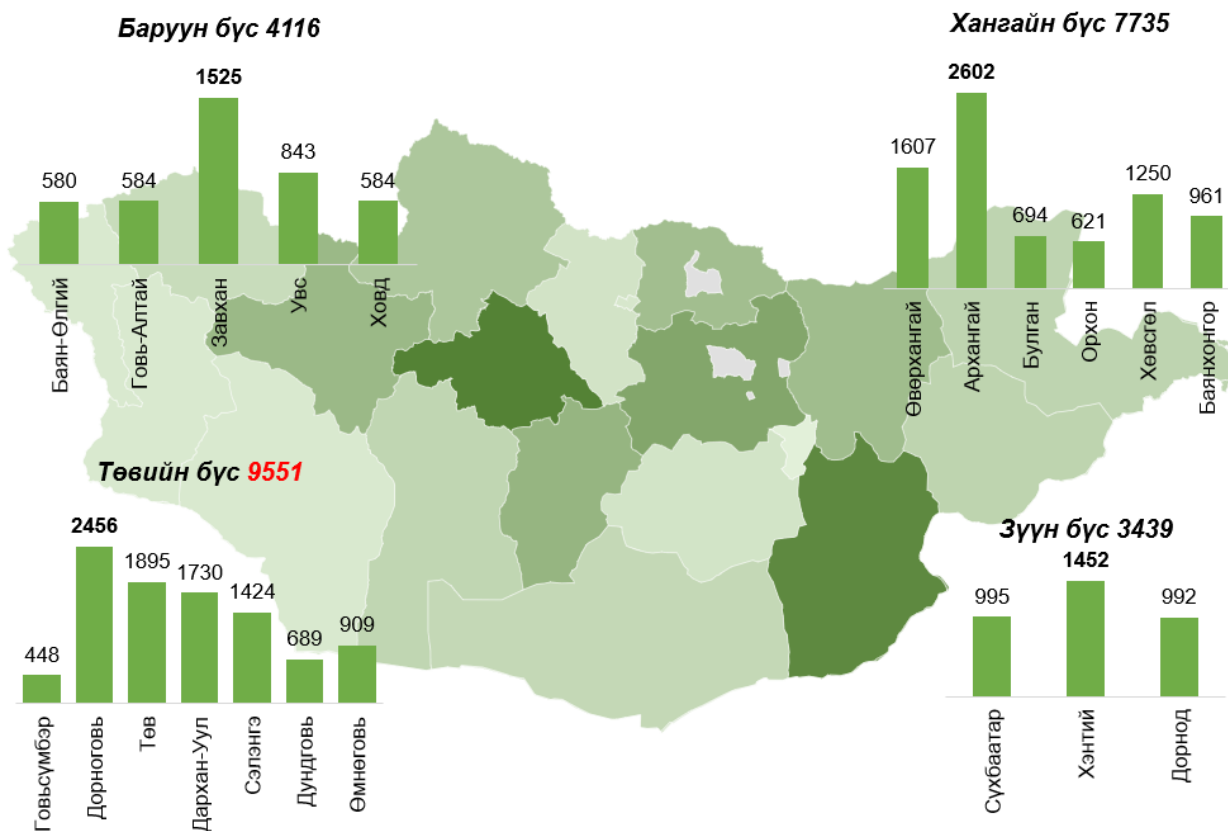 Баруун бүс 4116
580
584
1525
843
584
Баян-Өлгий
Говь-Алтай
Завхан
Увс
Ховд
Хангайн бүс 7735
1607
2602
694
621
1250
961
Өвөрхангай
Архангай
Булган
Орхон
Хөвсгөл
Баянхонгор
Төвийн бүс 9551
448
2456
1895
1730
1424
689
909
Говьсүмбэр
Дорноговь
Төв
Дархан-Уул
Сэлэнгэ
Дундговь
Өмнөговь
Зүүн бүс 3439
995
1452
992
Сүхбаатар
Хэнтий
Дорнод